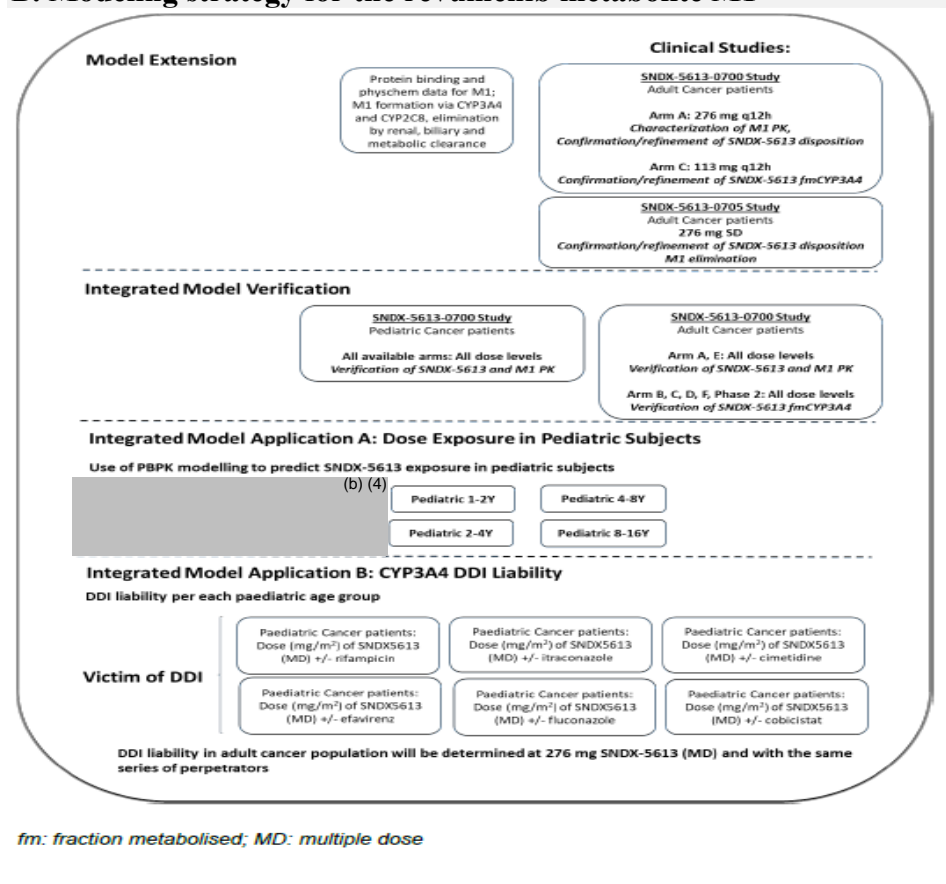 B. Modeling strategy for the revumenib metabolite M1
Model Extension
Clinical Studies:
Protein binding and
physchem data for M1;
M1 formation via CYP3A4
and CYP2C8, elimination
by renal, biliary and
metabolic clearance
SNDX-5613-0700 Study
Adult Cancer patients
Arm A: 276 mg q12h
Characterization of M1 PK,
Confirmation/refinement of SNDX-5613 disposition
Arm C: 113 mg q12h
Confirmation/refinement of SNDX-5613 fmCYP3A4
SNDX-5613-0705 Study
Adult Cancer patients
276 mg SD
Confirmation/refinement of SNDX-5613 disposition
M1 elimination
Integrated Model Verification
SNDX-5613-0700 Study
Pediatric Cancer patients
All available arms: All dose levels
Verification of SNDX-5613 and M1 PK
SNDX-5613-0700 Study
Adult Cancer patients
Arm A, E: All dose levels
Verification of SNDX-5613 and M1 PK
Arm B, C, D, F, Phase 2: All dose levels
Verification of SNDX-5613 fmCYP3A4
Integrated Model Application A: Dose Exposure in Pediatric Subjects
Use of PBPK modelling to predict SNDX-5613 exposure in pediatric subjects
(b) (4)
Pediatric 1-2Y
Pediatric 4-8Y
Pediatric 2-4Y
Pediatric 8-16Y
Integrated Model Application B: CYP3A4 DDI Liability
DDI liability per each paediatric age group
Victim of DDI
Paediatric Cancer patients:
Dose (mg/m²) of SNDX5613
(MD) +/- rifampicin
Paediatric Cancer patients:
Dose (mg/m²) of SNDX5613
(MD) +/- itraconazole
Paediatric Cancer patients:
Dose (mg/m²) of SNDX5613
(MD) +/- cimetidine
Paediatric Cancer patients:
Dose (mg/m²) of SNDX5613
(MD) +/- efavirenz
Paediatric Cancer patients:
Dose (mg/m²) of SNDX5613
(MD) +/- fluconazole
Paediatric Cancer patients:
Dose (mg/m²) of SNDX5613
(MD) +/- cobicistat
DDI liability in adult cancer population will be determined at 276 mg SNDX-5613 (MD) and with the same
series of perpetrators
fm: fraction metabolised; MD: multiple dose